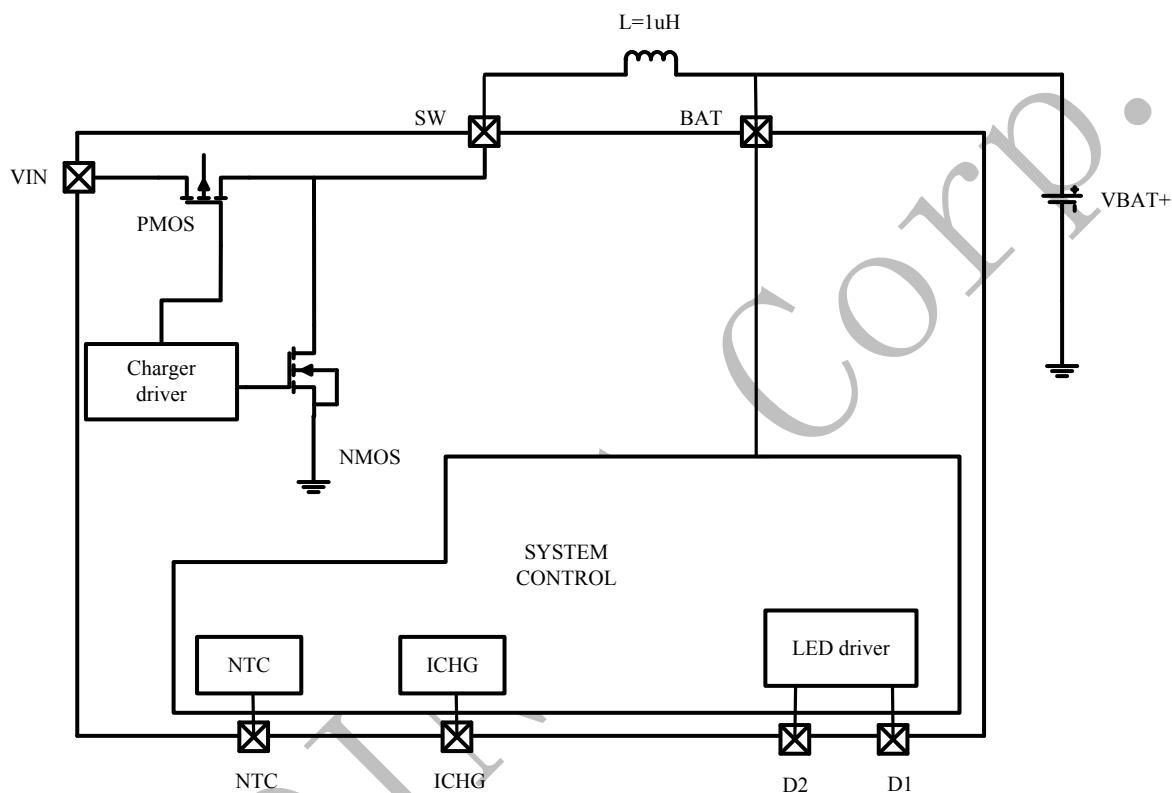 L=1uH
SW
BAT
VIN
PMOS
VBAT+
Charger
driver
NMOS
SYSTEM
CONTROL
NTC
ICHG
LED driver
NTC
ICHG
D2
D1
Corp.